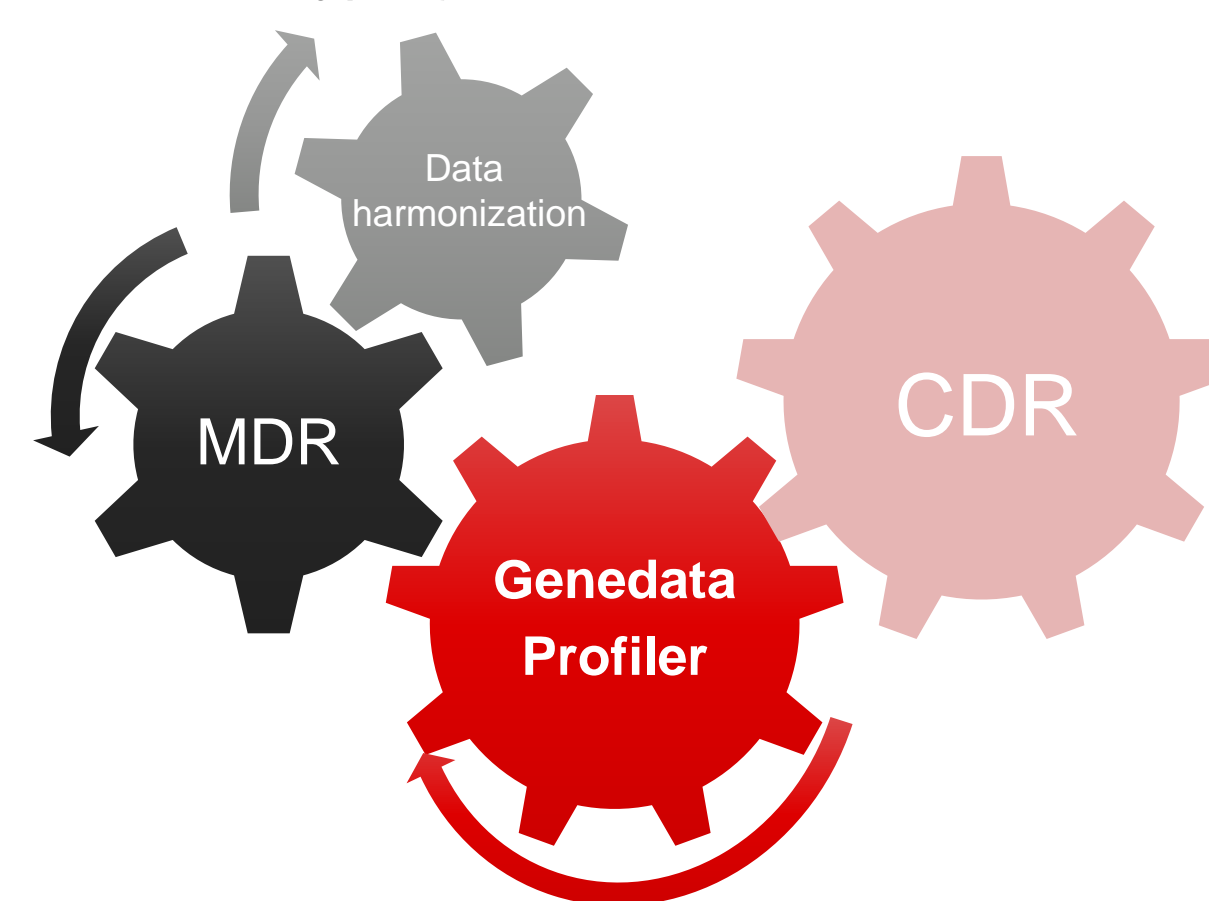 Data
harmonization
MDR
CDR
Genedata
Profiler